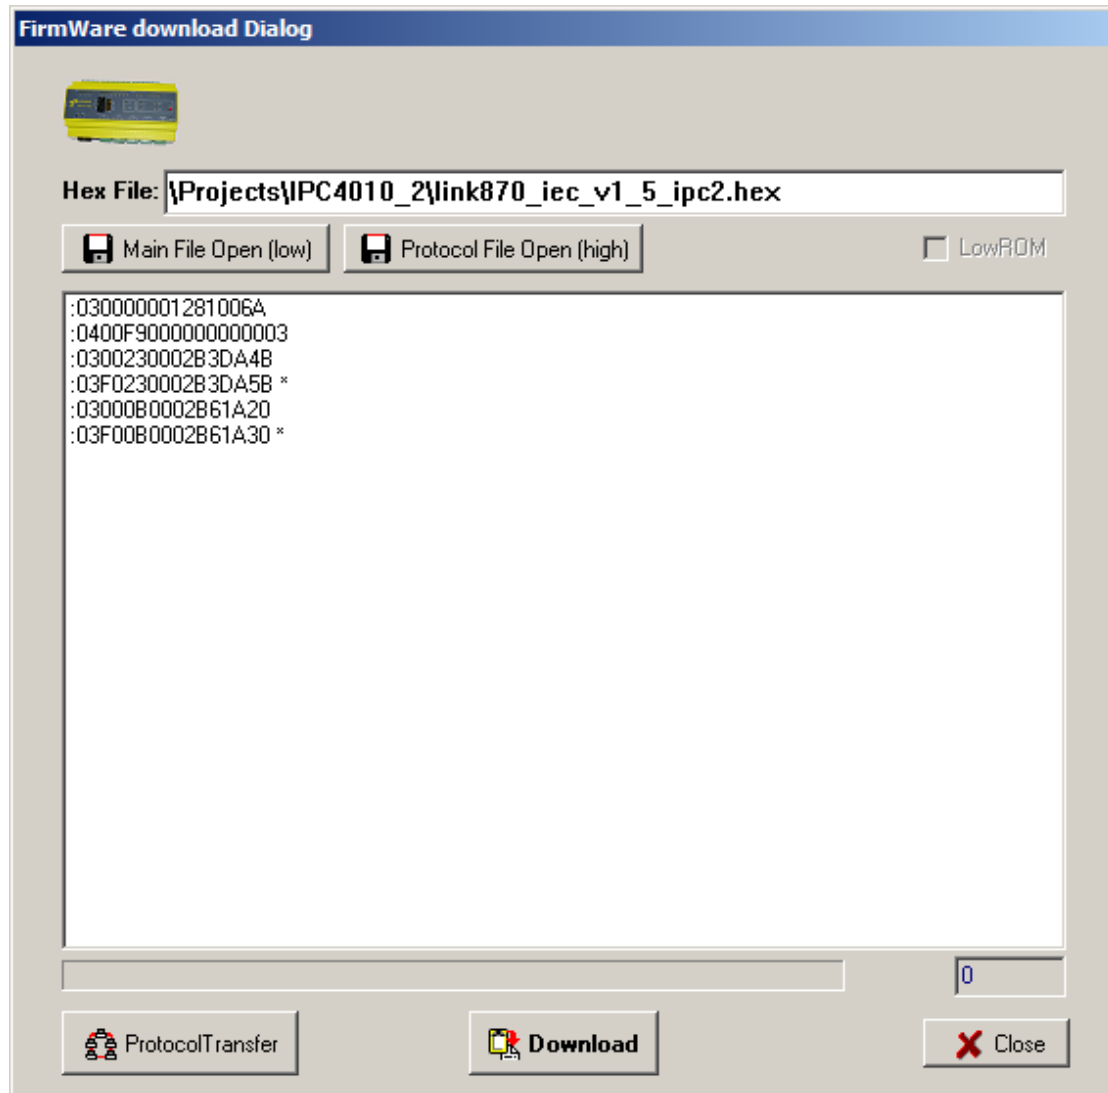 FirmWare download Dialog
Hex File: \Projects\IPC4010_2\link870_iec_v1_5_ipc2.hex
Main File Open (low) Protocol File Open (high) LowROM
:030000001281006A
:0400F9000000000003
:0300230002B3DA4B
:03F0230002B3DA5B *
:03000B0002B61A20
:03F00B0002B61A30 *
0
ProtocolTransfer Download Close